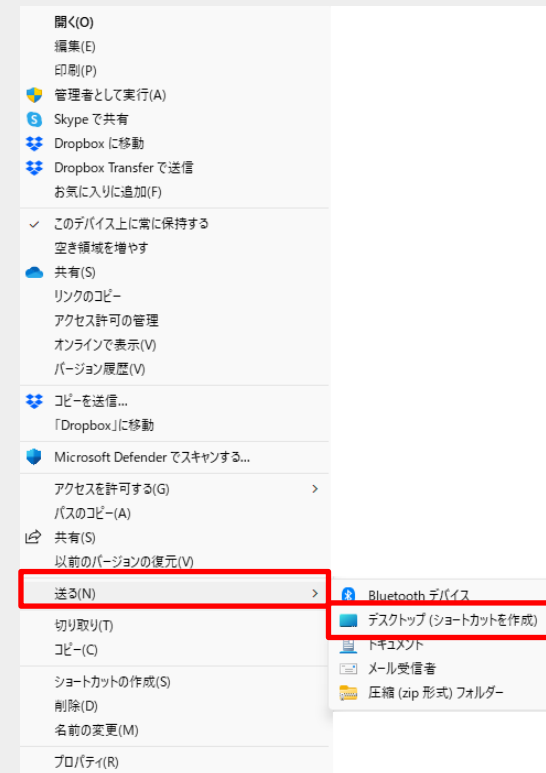 開く(O)
編集(E)
印刷(P)
管理者として実行(A)
Skype で共有
Dropbox に移動
Dropbox Transfer で送信
お気に入りに追加(F)
このデバイス上に常に保持する
空き領域を増やす
共有(S)
リンクのコピー
アクセス許可の管理
オンラインで表示(V)
バージョン履歴(V)
コピーを送信...
「Dropbox」に移動
Microsoft Defender でスキャンする...
アクセスを許可する(G)
パスのコピー(A)
共有(S)
以前のバージョンの復元(V)
送る(N)
Bluetooth デバイス
デスクトップ (ショートカットを作成)
ドキュメント
メール受信者
圧縮 (zip 形式) フォルダー
切り取り(T)
コピー(C)
ショートカットの作成(S)
削除(D)
名前の変更(M)
プロパティ(R)